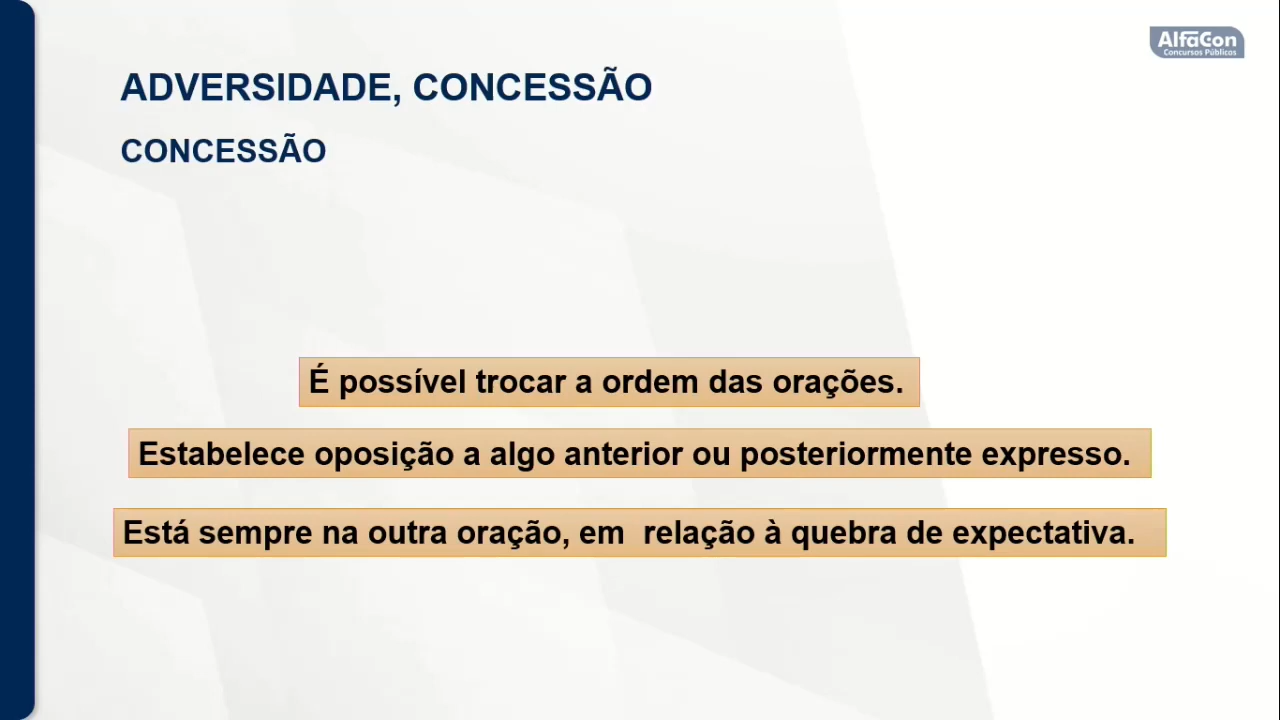 AlfaCon
Concursos Públicos
ADVERSIDADE, CONCESSÃO
CONCESSÃO
É possível trocar a ordem das orações.
Estabelece oposição a algo anterior ou posteriormente expresso.
Está sempre na outra oração, em  relação à quebra de expectativa.